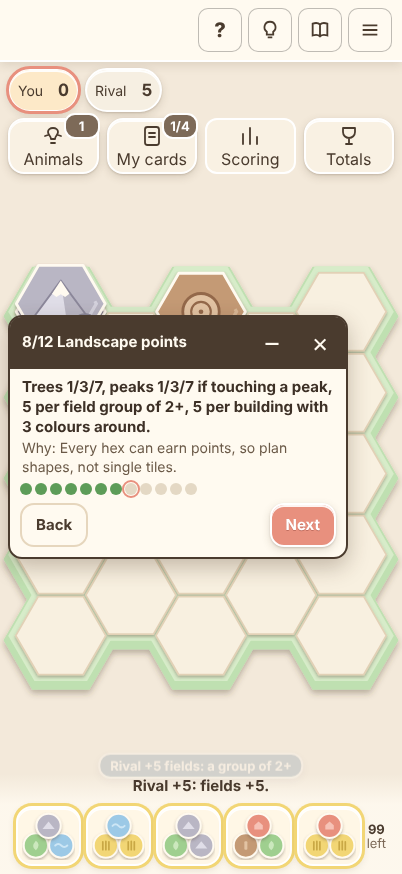 ?
You 0
Rival 5
1
Animals
1/4
My cards
Scoring
Totals
8/12 Landscape points
Trees 1/3/7, peaks 1/3/7 if touching a peak,
5 per field group of 2+, 5 per building with
3 colours around.
Why: Every hex can earn points, so plan
shapes, not single tiles.
Back
Next
Rival +5 fields: a group of 2+
Rival +5: fields +5.
99
left